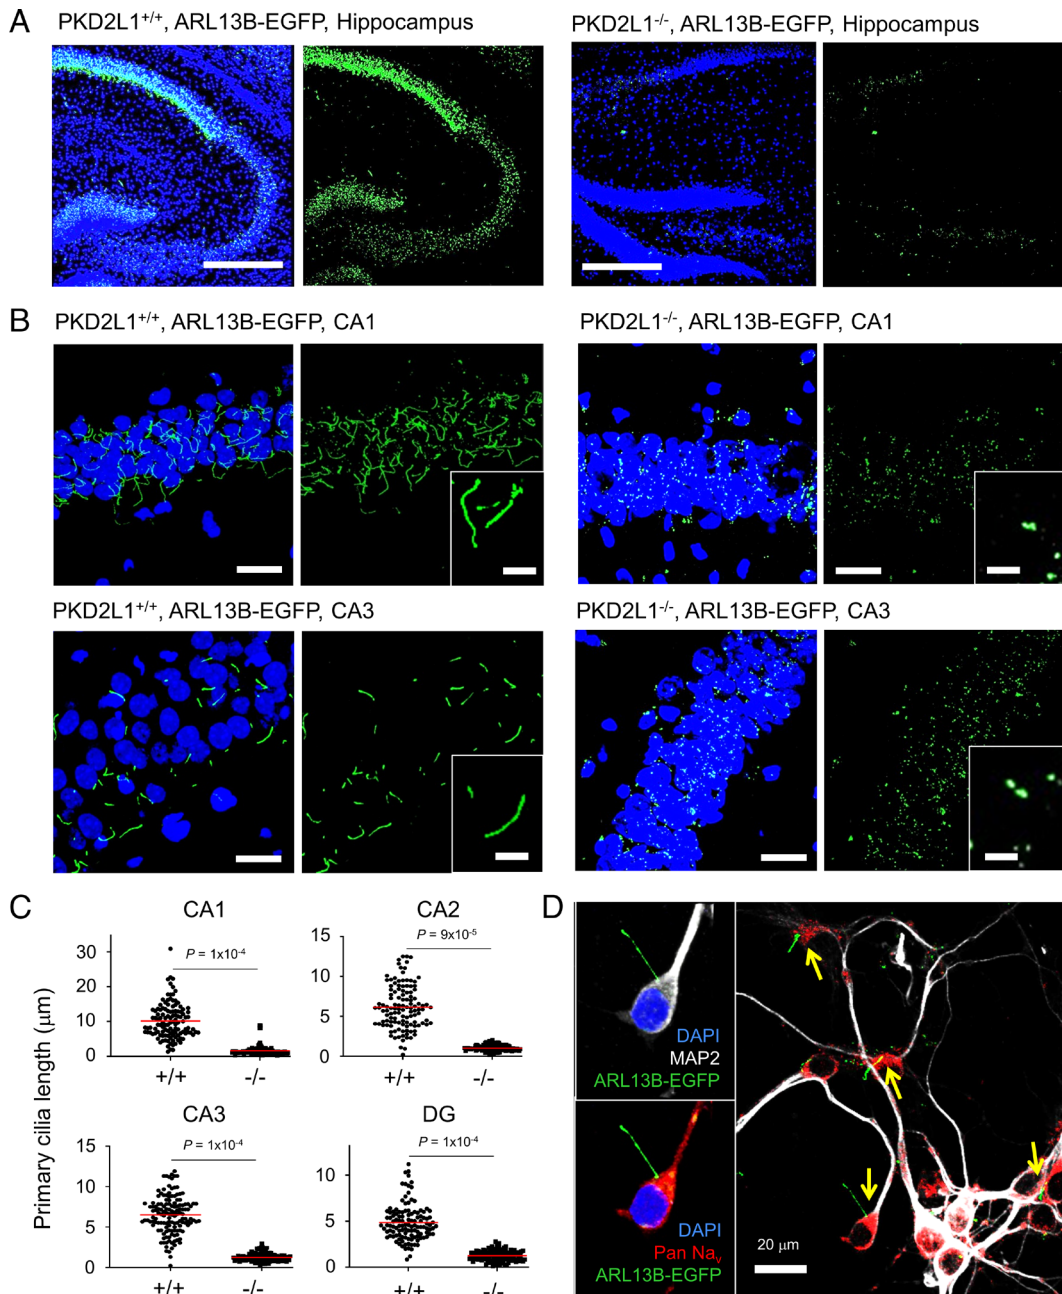 A
PKD2L1+/+, ARL13B-EGFP, Hippocampus
PKD2L1-/-, ARL13B-EGFP, Hippocampus
B
PKD2L1+/+, ARL13B-EGFP, CA1
PKD2L1-/-, ARL13B-EGFP, CA1
PKD2L1+/+, ARL13B-EGFP, CA3
PKD2L1-/-, ARL13B-EGFP, CA3
C
Primary cilia length (μm)
CA1
P = 1x10-4
30
20
10
0
+/+
-/-
CA2
P = 9x10-5
15
10
5
0
+/+
-/-
CA3
P = 1x10-4
15
10
5
0
+/+
-/-
DG
P = 1x10-4
15
10
5
0
+/+
-/-
D
DAPI
MAP2
ARL13B-EGFP
DAPI
Pan Nav
ARL13B-EGFP
20 μm